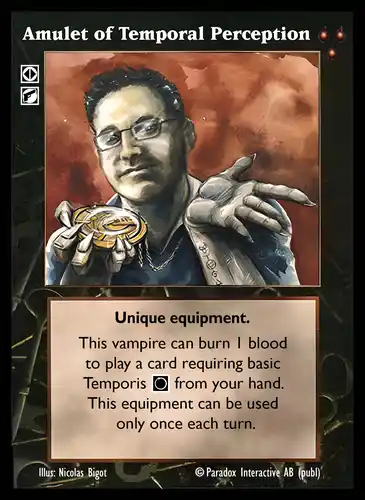 Amulet of Temporal Perception
Unique equipment.
This vampire can burn 1 blood
to play a card requiring basic
Temporis from your hand.
This equipment can be used
only once each turn.
Illus: Nicolas Bigot
© Paradox Interactive AB (publ)